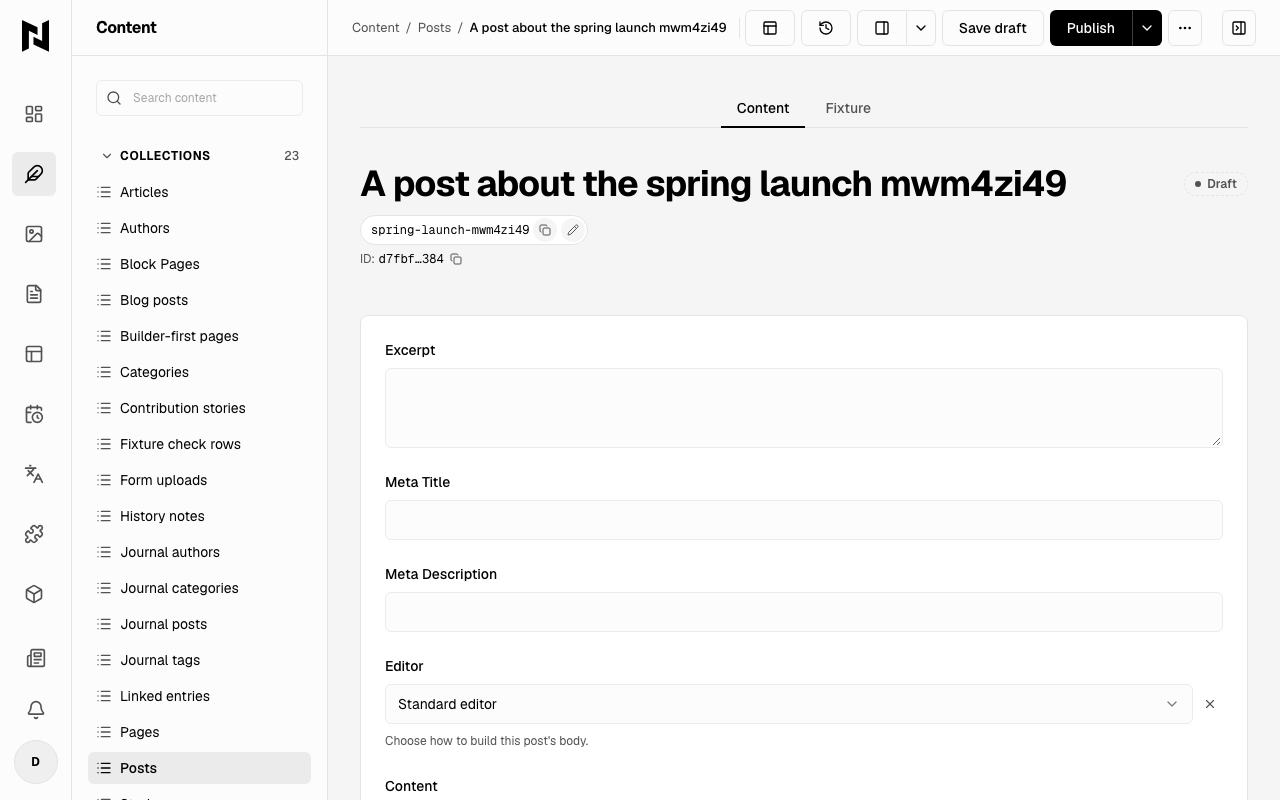 Content
Content / Posts / A post about the spring launch mwm4zi49
Save draft
Publish
Search content
COLLECTIONS 23
Articles
Authors
Block Pages
Blog posts
Builder-first pages
Categories
Contribution stories
Fixture check rows
Form uploads
History notes
Journal authors
Journal categories
Journal posts
Journal tags
Linked entries
Pages
Posts
D
Content
Fixture
A post about the spring launch mwm4zi49
Draft
spring-launch-mwm4zi49
ID: d7fbf…384
Excerpt
Meta Title
Meta Description
Editor
Standard editor
Choose how to build this post's body.
Content